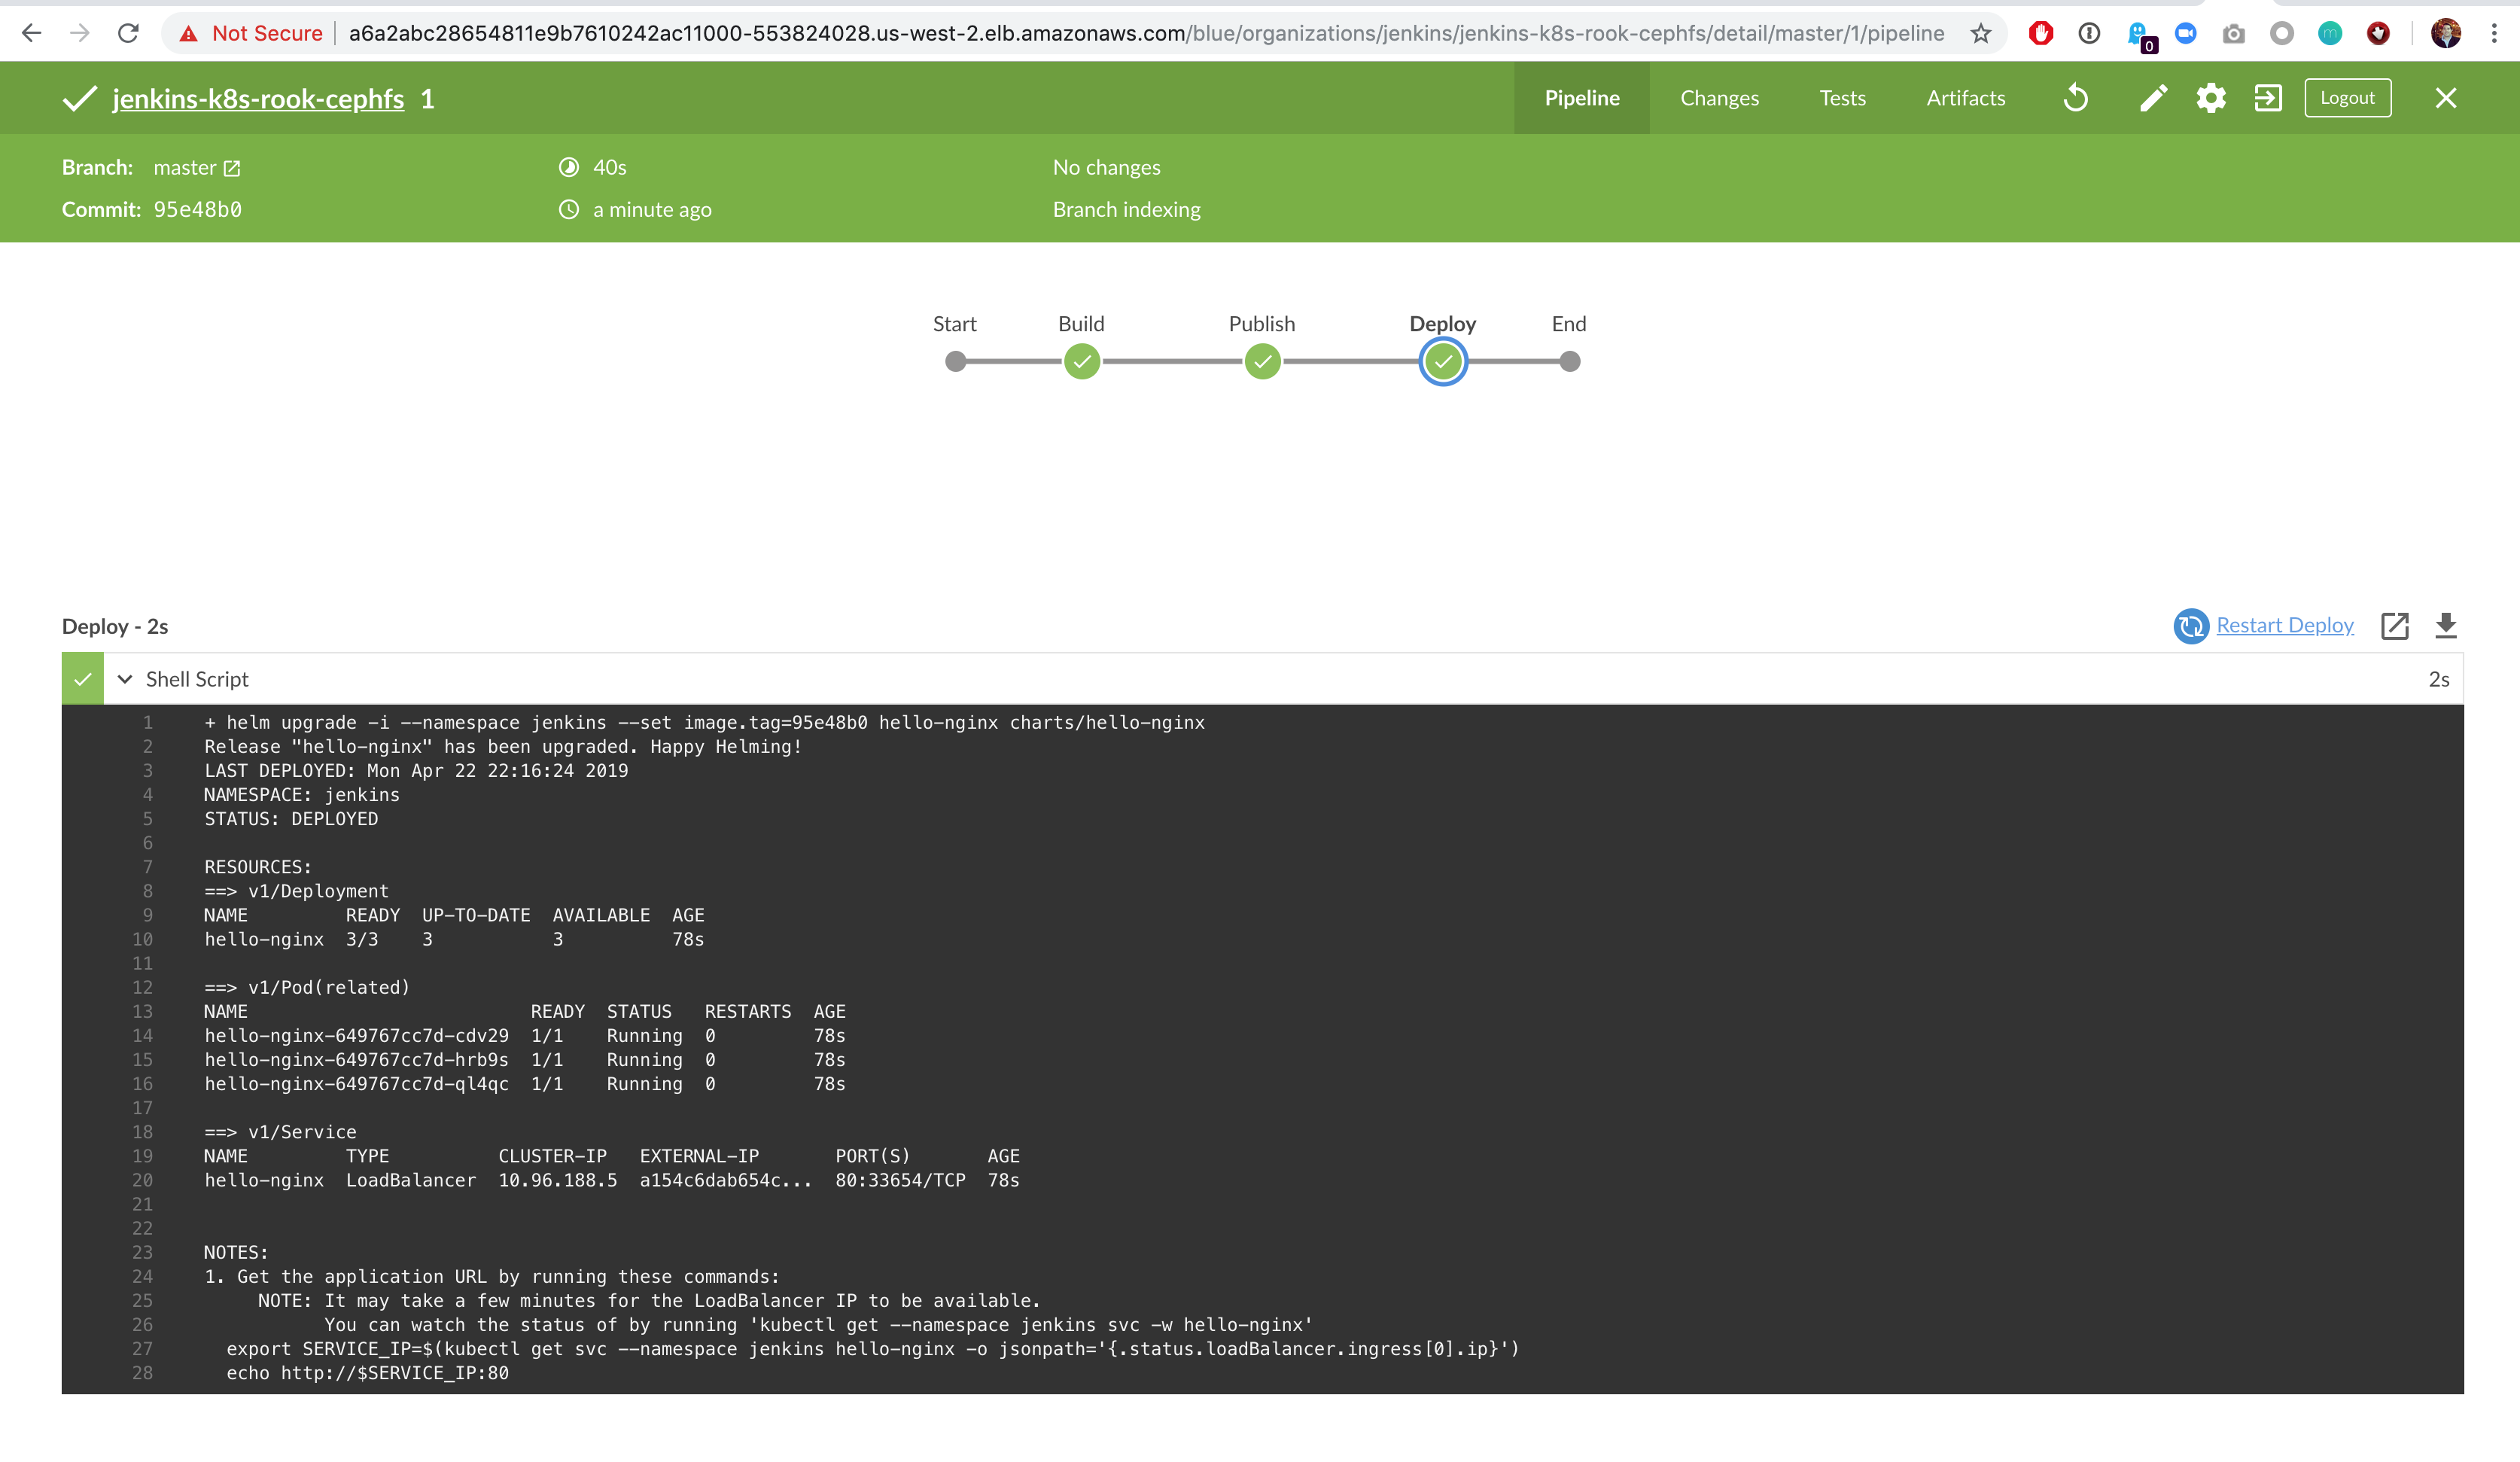 Not Secure | a6a2abc28654811e9b7610242ac11000-553824028.us-west-2.elb.amazonaws.com/blue/organizations/jenkins/jenkins-k8s-rook-cephfs/detail/master/1/pipeline
0
m
jenkins-k8s-rook-cephfs 1
Pipeline Changes Tests Artifacts Logout
Branch: master 40s No changes
Commit: 95e48b0 a minute ago Branch indexing
Start Build Publish Deploy End
Deploy - 2s Restart Deploy
Shell Script 2s
1 + helm upgrade -i --namespace jenkins --set image.tag=95e48b0 hello-nginx charts/hello-nginx
2 Release "hello-nginx" has been upgraded. Happy Helming!
3 LAST DEPLOYED: Mon Apr 22 22:16:24 2019
4 NAMESPACE: jenkins
5 STATUS: DEPLOYED
6
7 RESOURCES:
8 ==> v1/Deployment
9 NAME READY UP-TO-DATE AVAILABLE AGE
10 hello-nginx 3/3 3 3 78s
11
12 ==> v1/Pod(related)
13 NAME READY STATUS RESTARTS AGE
14 hello-nginx-649767cc7d-cdv29 1/1 Running 0 78s
15 hello-nginx-649767cc7d-hrb9s 1/1 Running 0 78s
16 hello-nginx-649767cc7d-ql4qc 1/1 Running 0 78s
17
18 ==> v1/Service
19 NAME TYPE CLUSTER-IP EXTERNAL-IP PORT(S) AGE
20 hello-nginx LoadBalancer 10.96.188.5 a154c6dab654c... 80:33654/TCP 78s
21
22
23 NOTES:
24 1. Get the application URL by running these commands:
25 NOTE: It may take a few minutes for the LoadBalancer IP to be available.
26 You can watch the status of by running 'kubectl get --namespace jenkins svc -w hello-nginx'
27 export SERVICE_IP=$(kubectl get svc --namespace jenkins hello-nginx -o jsonpath='{.status.loadBalancer.ingress[0].ip}')
28 echo http://$SERVICE_IP:80